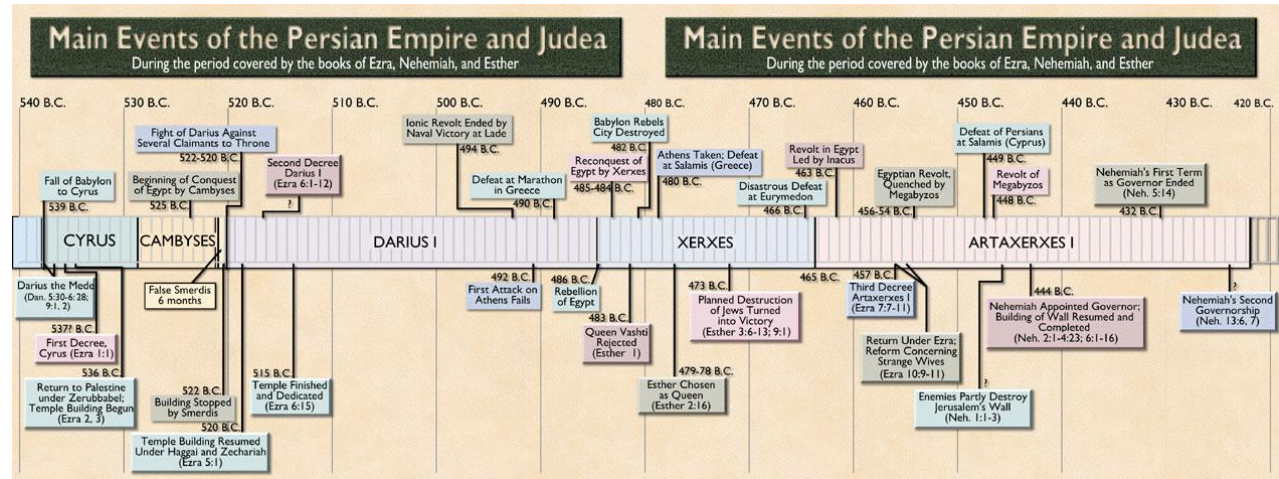 Main Events of the Persian Empire and Judea
During the period covered by the books of Ezra, Nehemiah, and Esther
Main Events of the Persian Empire and Judea
During the period covered by the books of Ezra, Nehemiah, and Esther
540 B.C.
530 B.C.
520 B.C.
510 B.C.
500 B.C.
490 B.C.
480 B.C.
470 B.C.
460 B.C.
450 B.C.
440 B.C.
430 B.C.
420 B.C.
Fall of Babylon
to Cyrus
539 B.C.
Fight of Darius Against
Several Claimants to Throne
522-520 B.C.
Beginning of Conquest
of Egypt by Cambyses
525 B.C.
Second Decree
Darius I
(Ezra 6:1-12)
?
Ionic Revolt Ended by
Naval Victory at Lade
494 B.C.
Defeat at Marathon
in Greece
490 B.C.
Babylon Rebels
City Destroyed
482 B.C.
Reconquest of
Egypt by Xerxes
485-484 B.C.
Athens Taken; Defeat
at Salamis (Greece)
480 B.C.
Disastrous Defeat
at Eurymedon
466 B.C.
Revolt in Egypt
Led by Inacus
463 B.C.
Egyptian Revolt,
Quenched by
Megabyzos
456-54 B.C.
Defeat of Persians
at Salamis (Cyprus)
449 B.C.
Revolt of
Megabyzos
448 B.C.
Nehemiah's First Term
as Governor Ended
(Neh. 5:14)
432 B.C.
CYRUS
CAMBYSES
DARIUS I
XERXES
ARTAXERXES I
Darius the Mede
(Dan. 5:30-6:28;
9:1, 2)
537? B.C.
First Decree,
Cyrus (Ezra 1:1)
536 B.C.
Return to Palestine
under Zerubbabel;
Temple Building Begun
(Ezra 2, 3)
False Smerdis
6 months
522 B.C.
Building Stopped
by Smerdis
520 B.C.
Temple Building Resumed
Under Haggai and Zechariah
(Ezra 5:1)
515 B.C.
Temple Finished
and Dedicated
(Ezra 6:15)
492 B.C.
First Attack on
Athens Fails
486 B.C.
Rebellion
of Egypt
483 B.C.
Queen Vashti
Rejected
(Esther 1)
479-78 B.C.
Esther Chosen
as Queen
(Esther 2:16)
473 B.C.
Planned Destruction
of Jews Turned
into Victory
(Esther 3:6-13; 9:1)
465 B.C.
457 B.C.
Third Decree
Artaxerxes I
(Ezra 7:7-11)
Return Under Ezra;
Reform Concerning
Strange Wives
(Ezra 10:9-11)
?
Enemies Partly Destroy
Jerusalem's Wall
(Neh. 1:1-3)
444 B.C.
Nehemiah Appointed Governor;
Building of Wall Resumed and
Completed
(Neh. 2:1-4:23; 6:1-16)
?
Nehemiah's Second
Governorship
(Neh. 13:6, 7)